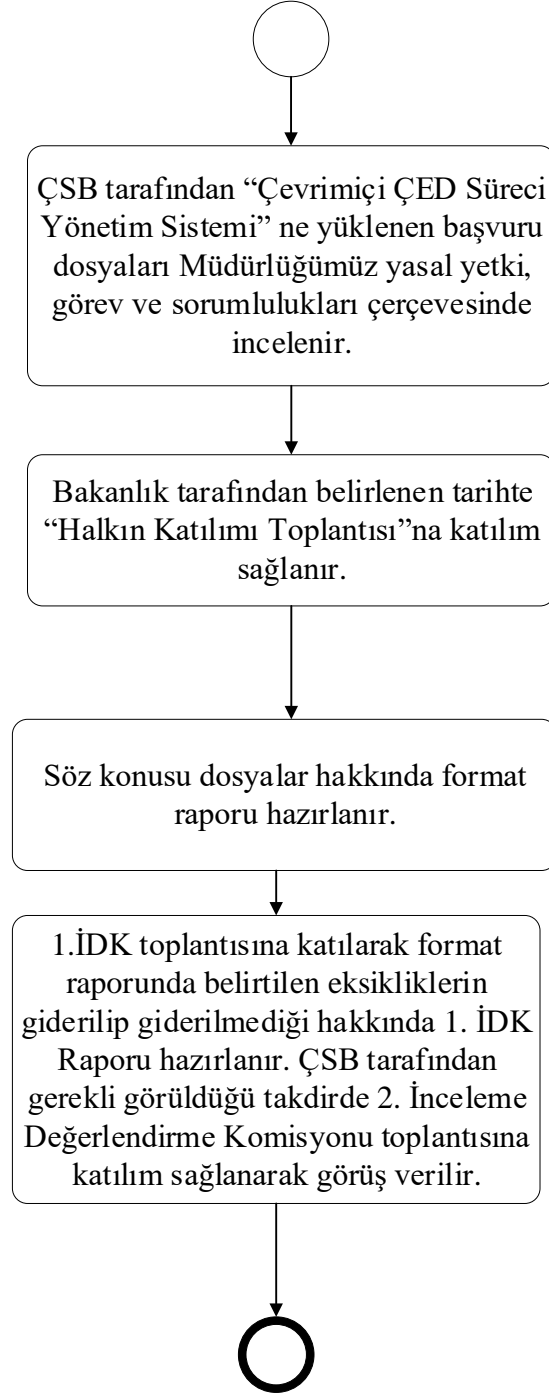 ÇSB tarafından “Çevrimiçi ÇED Süreci
Yönetim Sistemi” ne yüklenen başvuru
dosyaları Müdürlüğümüz yasal yetki,
görev ve sorumlulukları çerçevesinde
incelenir.
Bakanlık tarafından belirlenen tarihte
“Halkın Katılımı Toplantısı”na katılım
sağlanır.
Söz konusu dosyalar hakkında format
raporu hazırlanır.
1.İDK toplantısına katılarak format
raporunda belirtilen eksikliklerin
giderilip giderilmediği hakkında 1. İDK
Raporu hazırlanır. ÇSB tarafından
gerekli görüldüğü takdirde 2. İnceleme
Değerlendirme Komisyonu toplantısına
katılım sağlanarak görüş verilir.